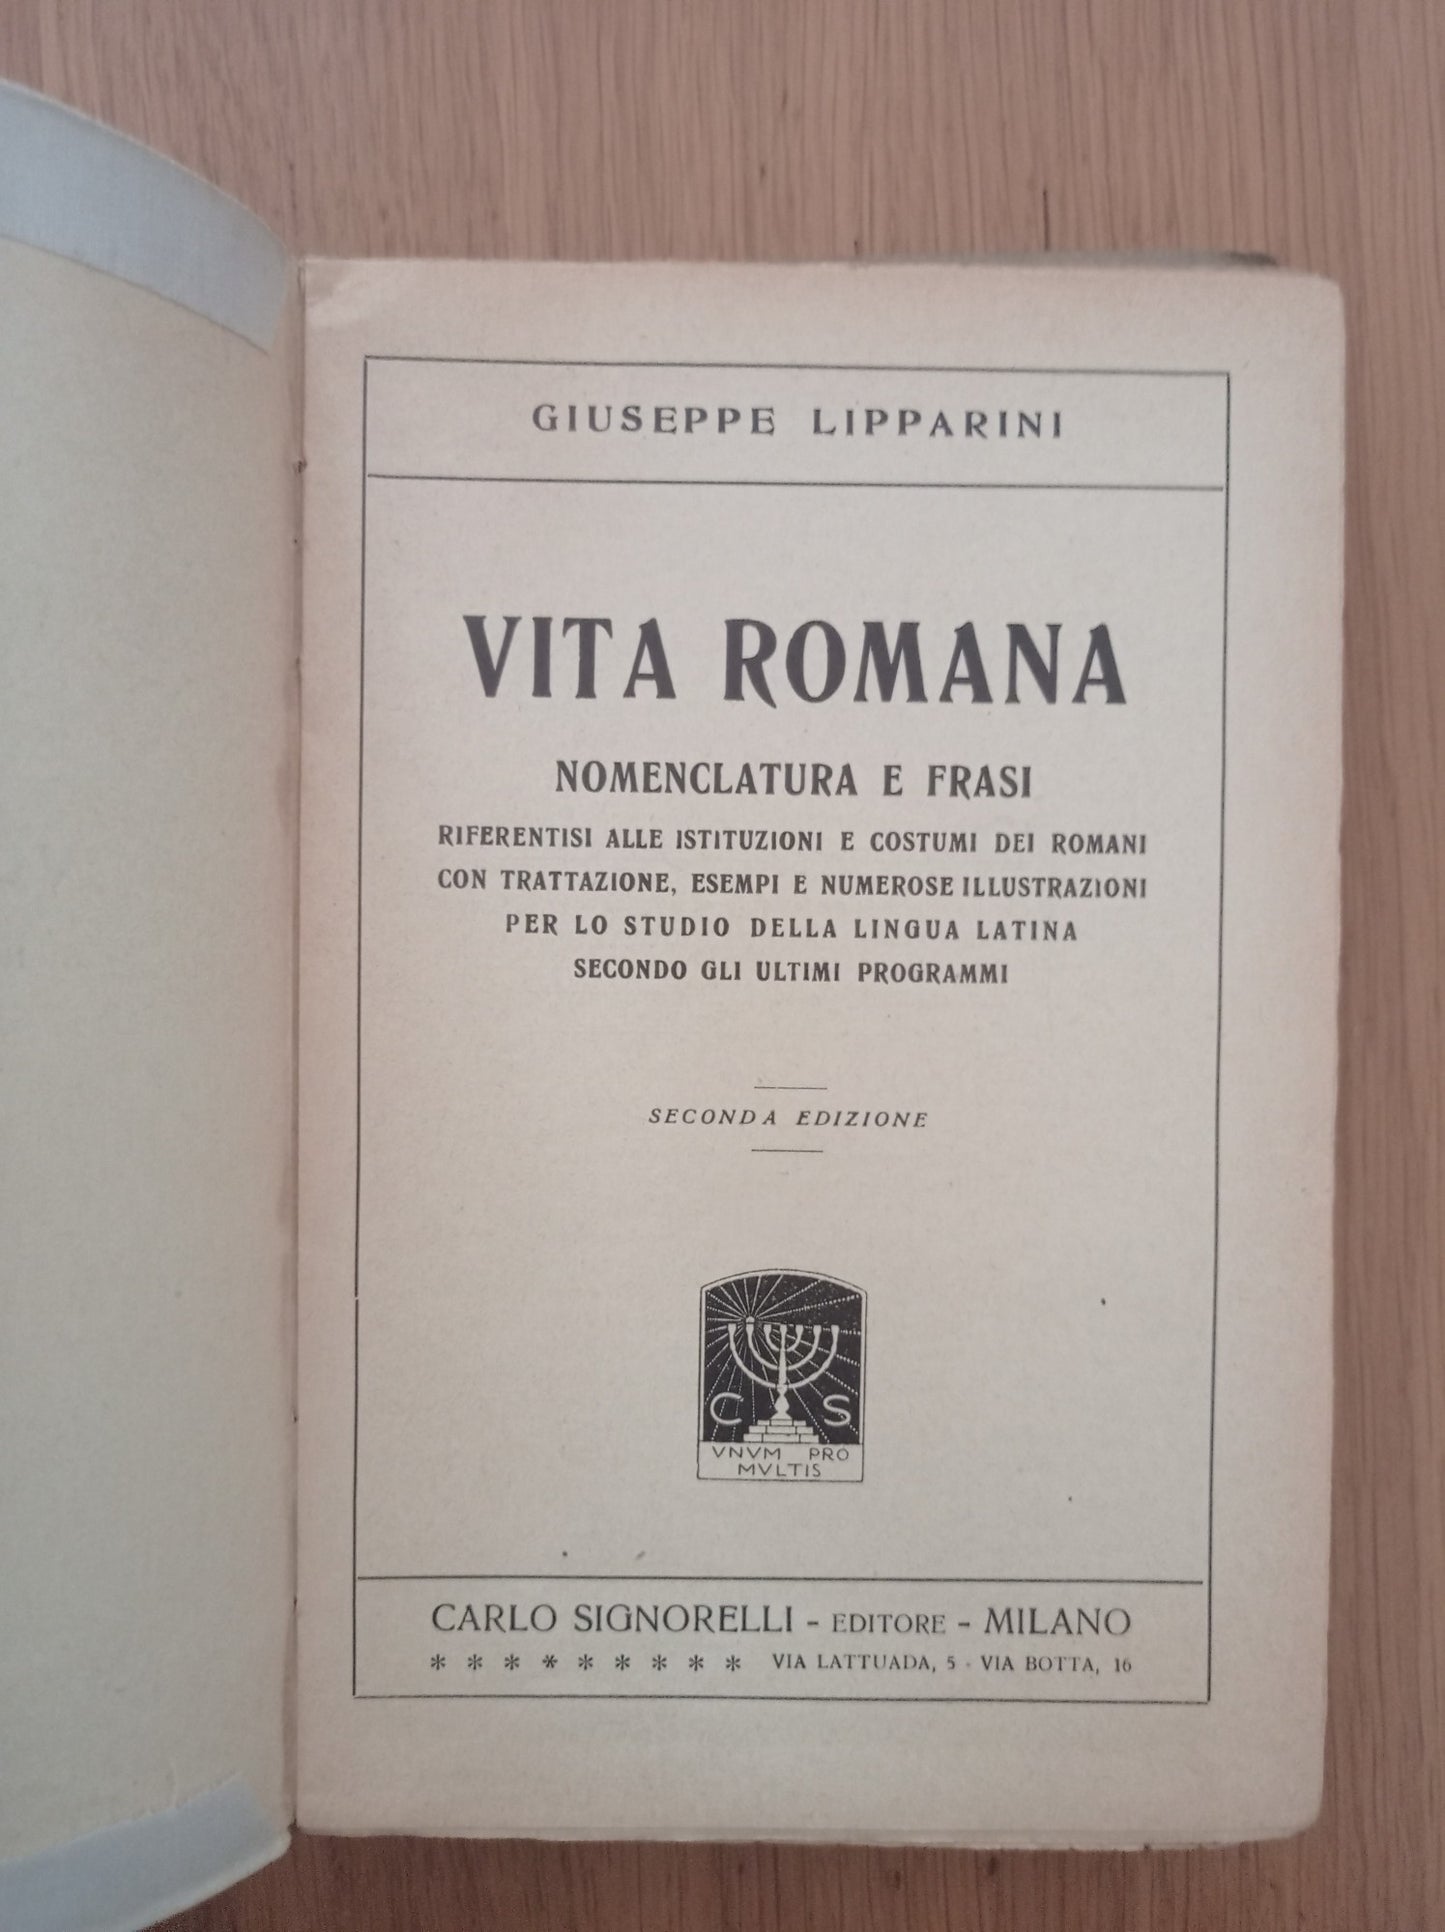 GIUSEPPE LIPPARINI
VITA ROMANA
NOMENCLATURA E FRASI
RIFERENTISI ALLE ISTITUZIONI E COSTUMI DEI ROMANI
CON TRATTAZIONE, ESEMPI E NUMEROSE ILLUSTRAZIONI
PER LO STUDIO DELLA LINGUA LATINA
SECONDO GLI ULTIMI PROGRAMMI
SECONDA EDIZIONE
C S
VNVM PRO
MVLTIS
CARLO SIGNORELLI - EDITORE - MILANO
* * * * * * * * * VIA LATTUADA, 5 - VIA BOTTA, 16